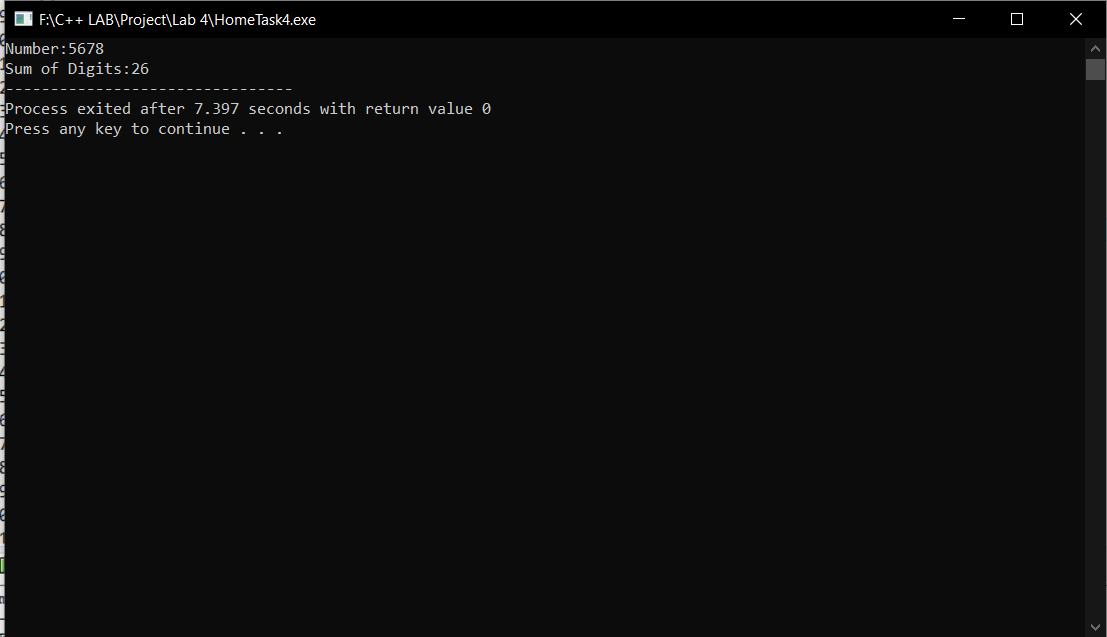 F:\C++ LAB\Project\Lab 4\HomeTask4.exe
Number:5678
Sum of Digits:26
--------------------------------
Process exited after 7.397 seconds with return value 0
Press any key to continue . . .